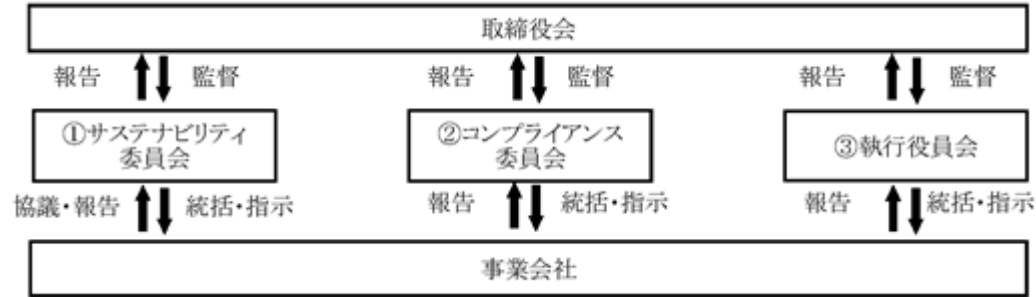 取締役会
報告 監督 報告 監督 報告 監督
①サステナビリティ
委員会
②コンプライアンス
委員会
③執行役員会
協議・報告 統括・指示 報告 統括・指示 報告 統括・指示
事業会社